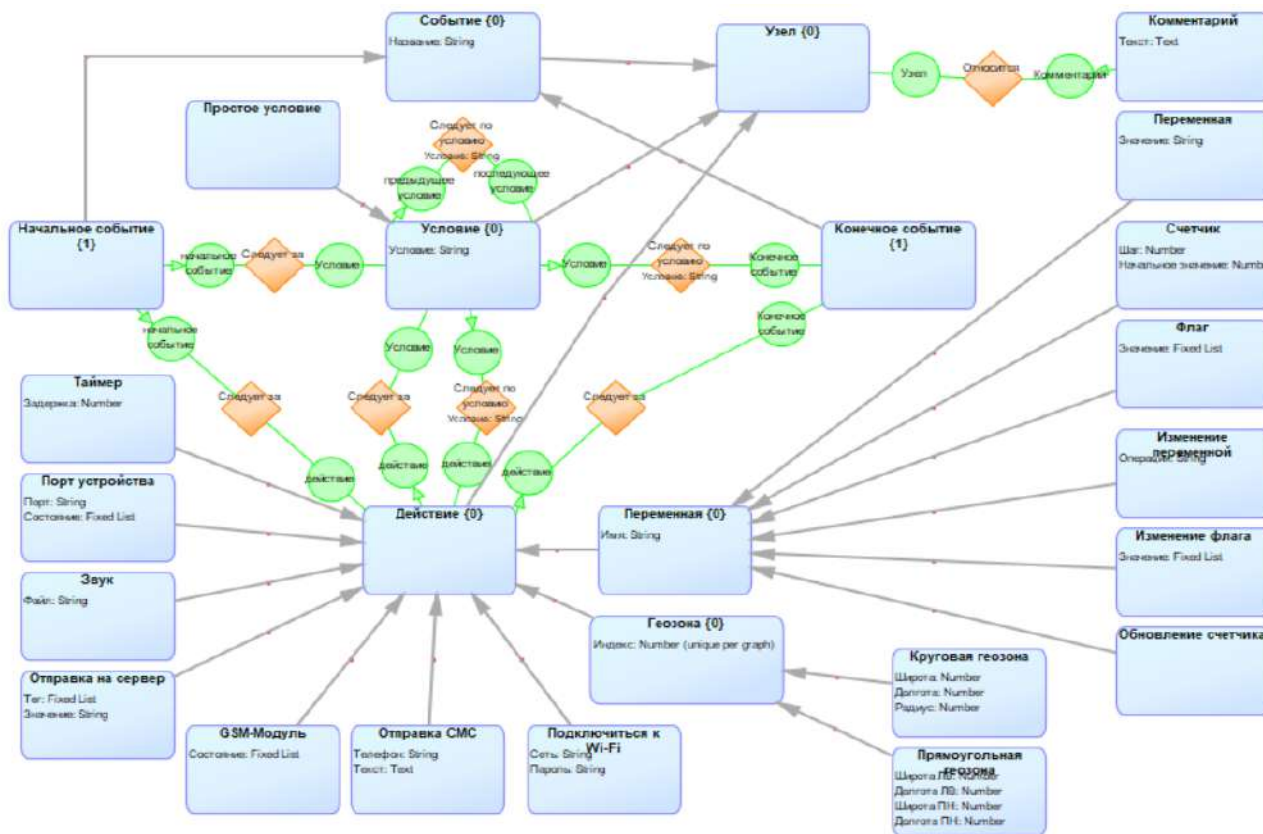 Событие {0}
Название: String
Узел {0}
Комментарий
Текст: Text
Узел
Относится
Комментарий
Простое условие
Следует по
условию
Условие: String
предыдущее
условие
последующее
условие
Переменная
Значение: String
Начальное событие
{1}
начальное
событие
Следует за
Условие
Условие {0}
Условие: String
Условие
Следует по
условию
Условие: String
Конечное
событие
Конечное событие
{1}
Счетчик
Шаг: Number
Начальное значение: Numb
начальное
событие
Условие
Условие
Конечное
событие
Флаг
Значение: Fixed List
Таймер
Задержка: Number
Следует за
Следует за
Следует по
условию
Условие: String
Следует за
Изменение
переменной
Операция: String
действие
действие
действие
действие
Порт устройства
Порт: String
Состояние: Fixed List
Действие {0}
Переменная {0}
Имя: String
Изменение флага
Значение: Fixed List
Звук
Файл: String
Геозона {0}
Индекс: Number (unique per graph)
Обновление счетчика
Отправка на сервер
Тег: Fixed List
Значение: String
Круговая геозона
Широта: Number
Долгота: Number
Радиус: Number
GSM-Модуль
Состояние: Fixed List
Отправка СМС
Телефон: String
Текст: Text
Подключиться к
Wi-Fi
Сеть: String
Пароль: String
Прямоугольная
геозона
Широта ЛВ: Number
Долгота ЛВ: Number
Широта ПН: Number
Долгота ПН: Number